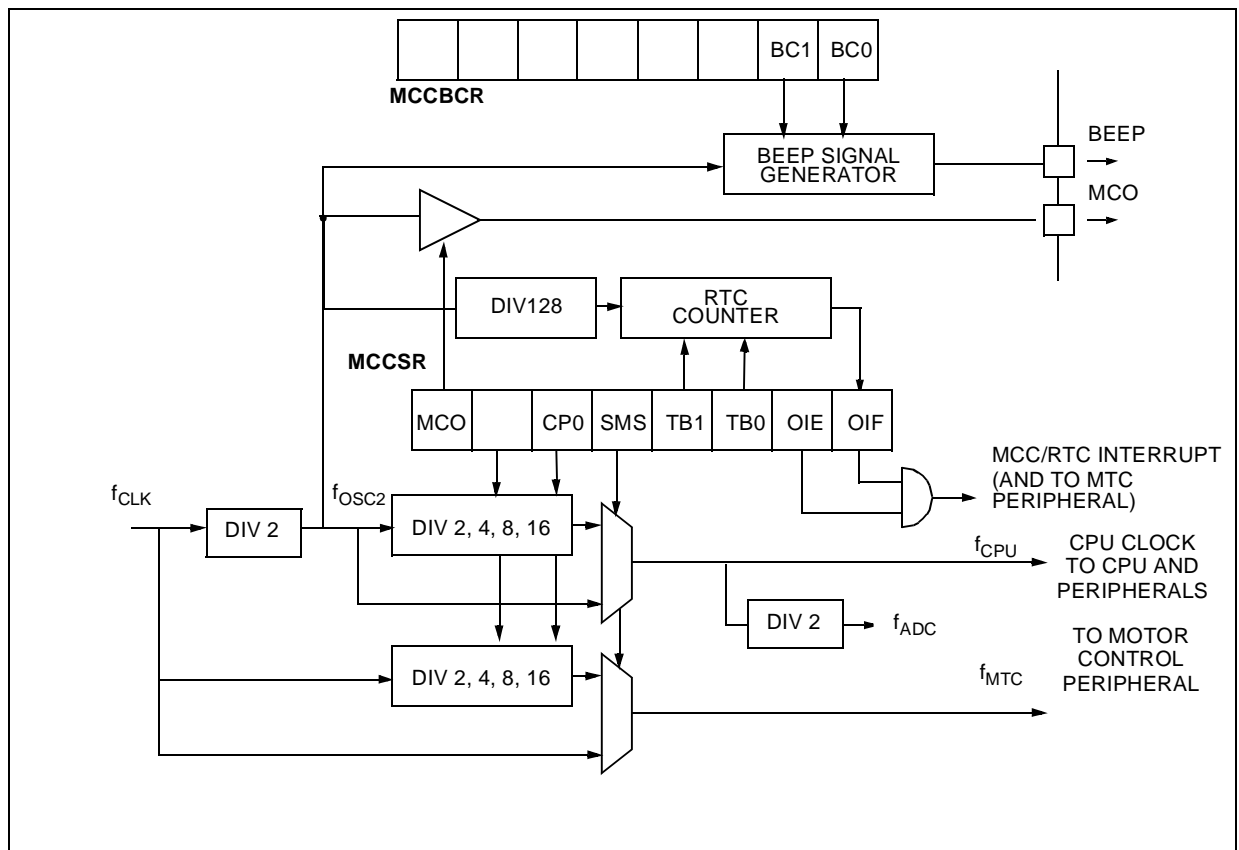 BC1 BC0
MCCBCR
BEEP
BEEP SIGNAL
GENERATOR
MCO
DIV128
RTC
COUNTER
MCCSR
MCO CP0 SMS TB1 TB0 OIE OIF
MCC/RTC INTERRUPT
(AND TO MTC
PERIPHERAL)
fCLK
fOSC2
DIV 2
DIV 2, 4, 8, 16
fCPU
CPU CLOCK
TO CPU AND
PERIPHERALS
DIV 2
fADC
TO MOTOR
CONTROL
PERIPHERAL
DIV 2, 4, 8, 16
fMTC